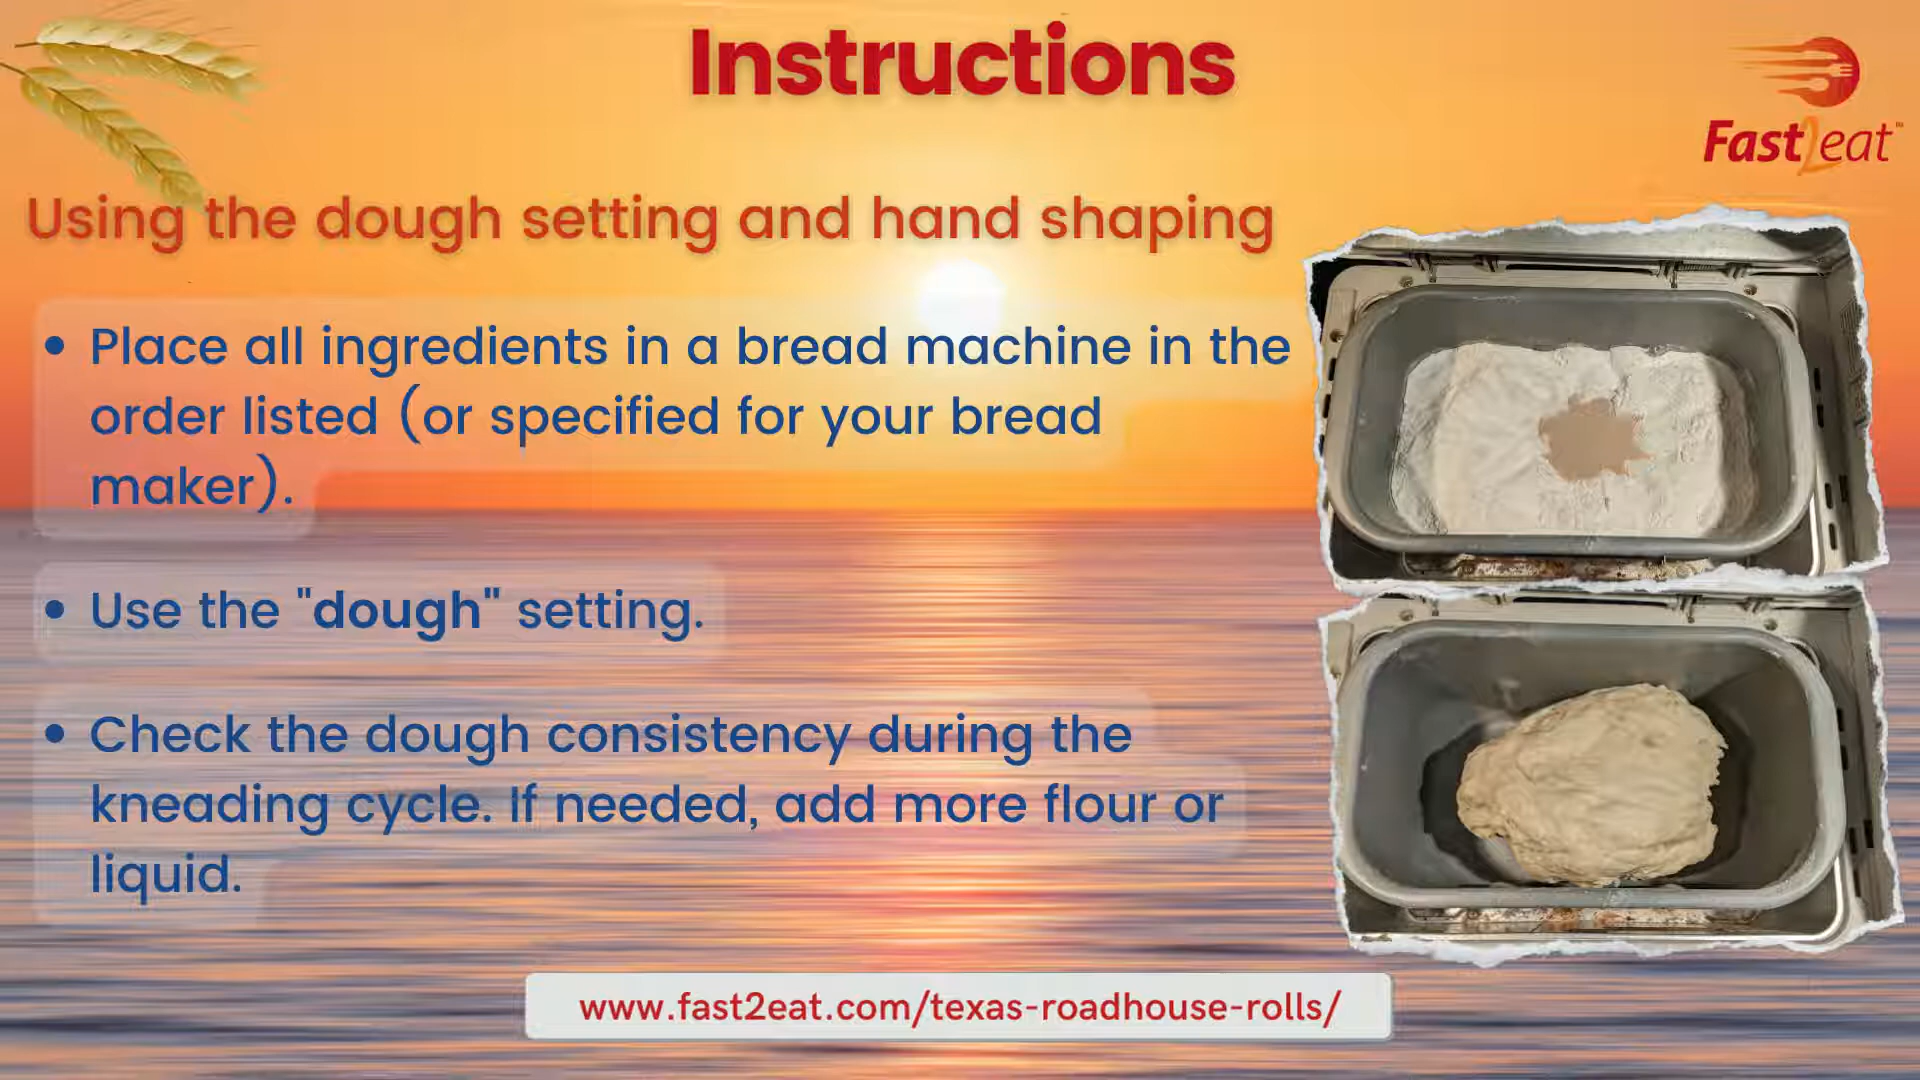 Instructions
Fast2eat™
Using the dough setting and hand shaping
• Place all ingredients in a bread machine in the
order listed (or specified for your bread
maker).
• Use the "dough" setting.
• Check the dough consistency during the
kneading cycle. If needed, add more flour or
liquid.
www.fast2eat.com/texas-roadhouse-rolls/